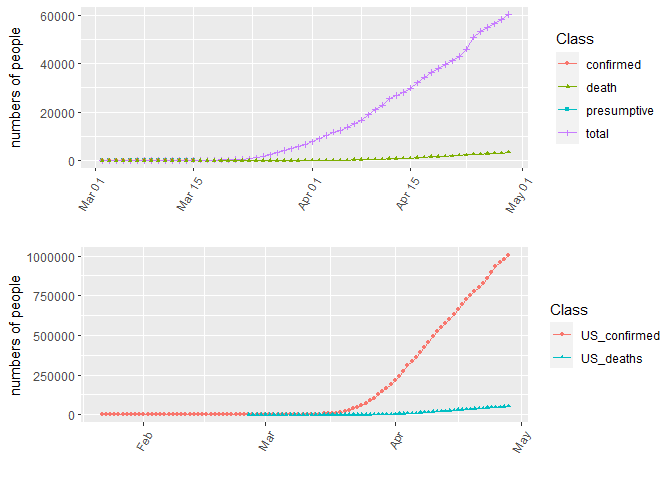 numbers of people
60000
40000
20000
0
Mar 01
Mar 15
Apr 01
Apr 15
May 01
Class
confirmed
death
presumptive
total
numbers of people
1000000
750000
500000
250000
0
Feb
Mar
Apr
May
Class
US_confirmed
US_deaths